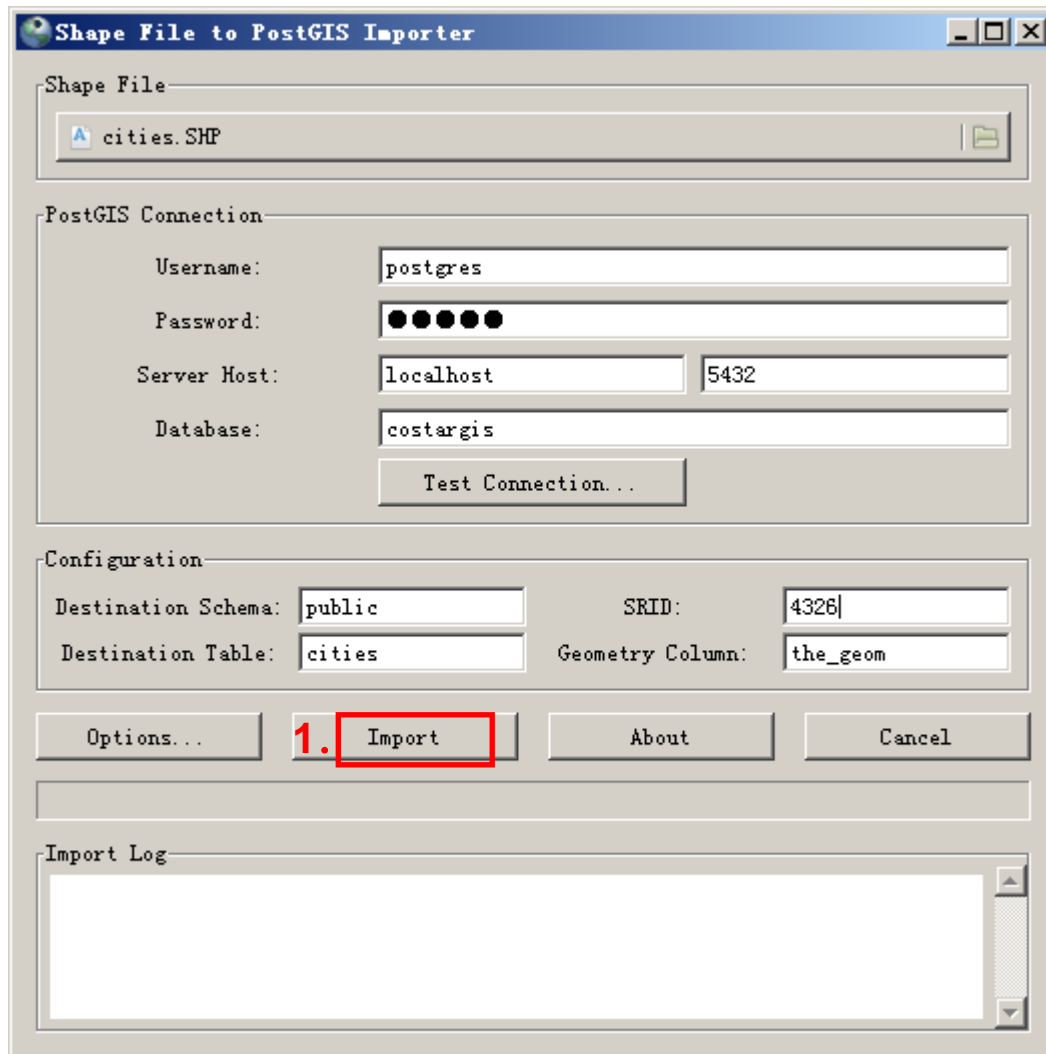 Shape File to PostGIS Importer
Shape File
cities.SHP
PostGIS Connection
Username: postgres
Password: ●●●●●
Server Host: localhost 5432
Database: costargis
Test Connection...
Configuration
Destination Schema: public SRID: 4326
Destination Table: cities Geometry Column: the_geom
Options... 1. Import About Cancel
Import Log